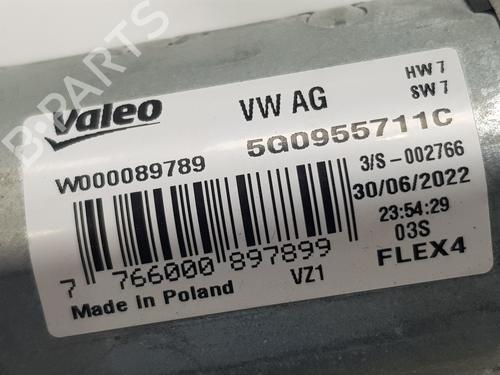 B-PARTS
Valeo
VW AG
HW 7
SW 7
W000089789
5G0955711C
3/S-002766
30/06/2022
23:54:29
03S
FLEX4
7 766000 897899
VZ1
Made in Poland